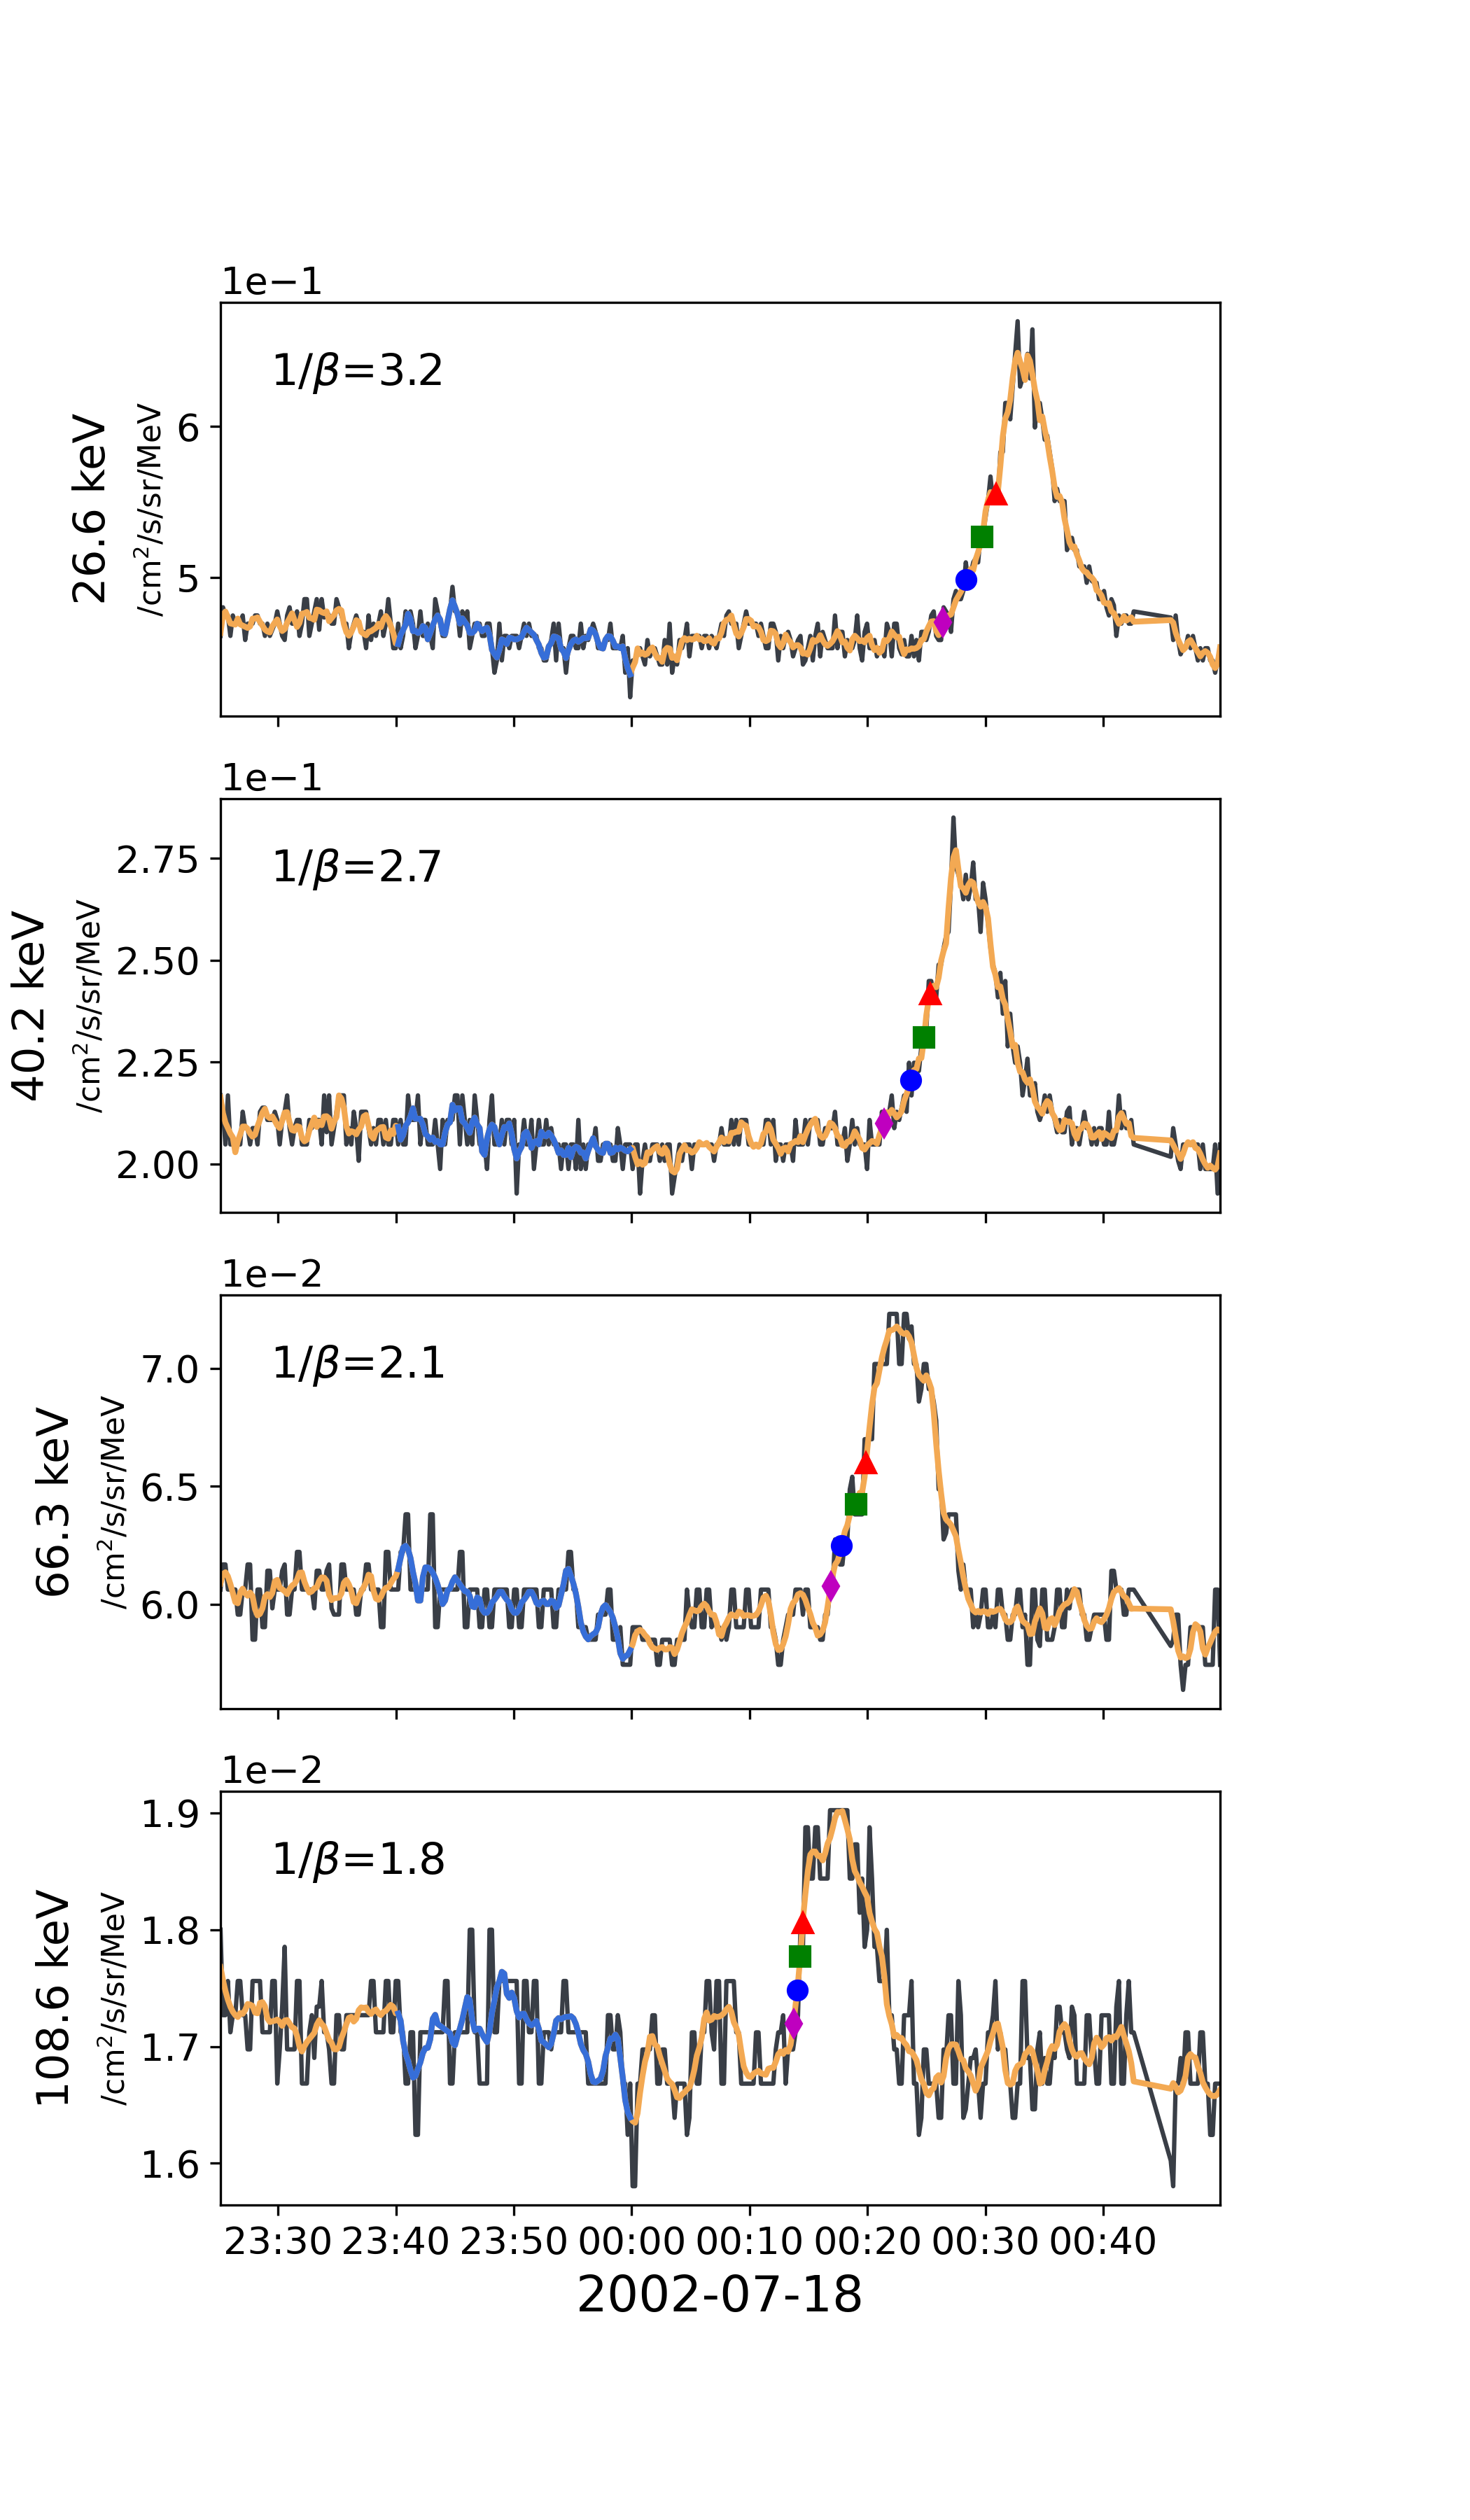 1e−1
1/β=3.2
26.6 keV
/cm²/s/sr/MeV
6
5
1e−1
1/β=2.7
40.2 keV
/cm²/s/sr/MeV
2.75
2.50
2.25
2.00
1e−2
1/β=2.1
66.3 keV
/cm²/s/sr/MeV
7.0
6.5
6.0
1e−2
1/β=1.8
108.6 keV
/cm²/s/sr/MeV
1.9
1.8
1.7
1.6
23:30 23:40 23:50 00:00 00:10 00:20 00:30 00:40
2002-07-18